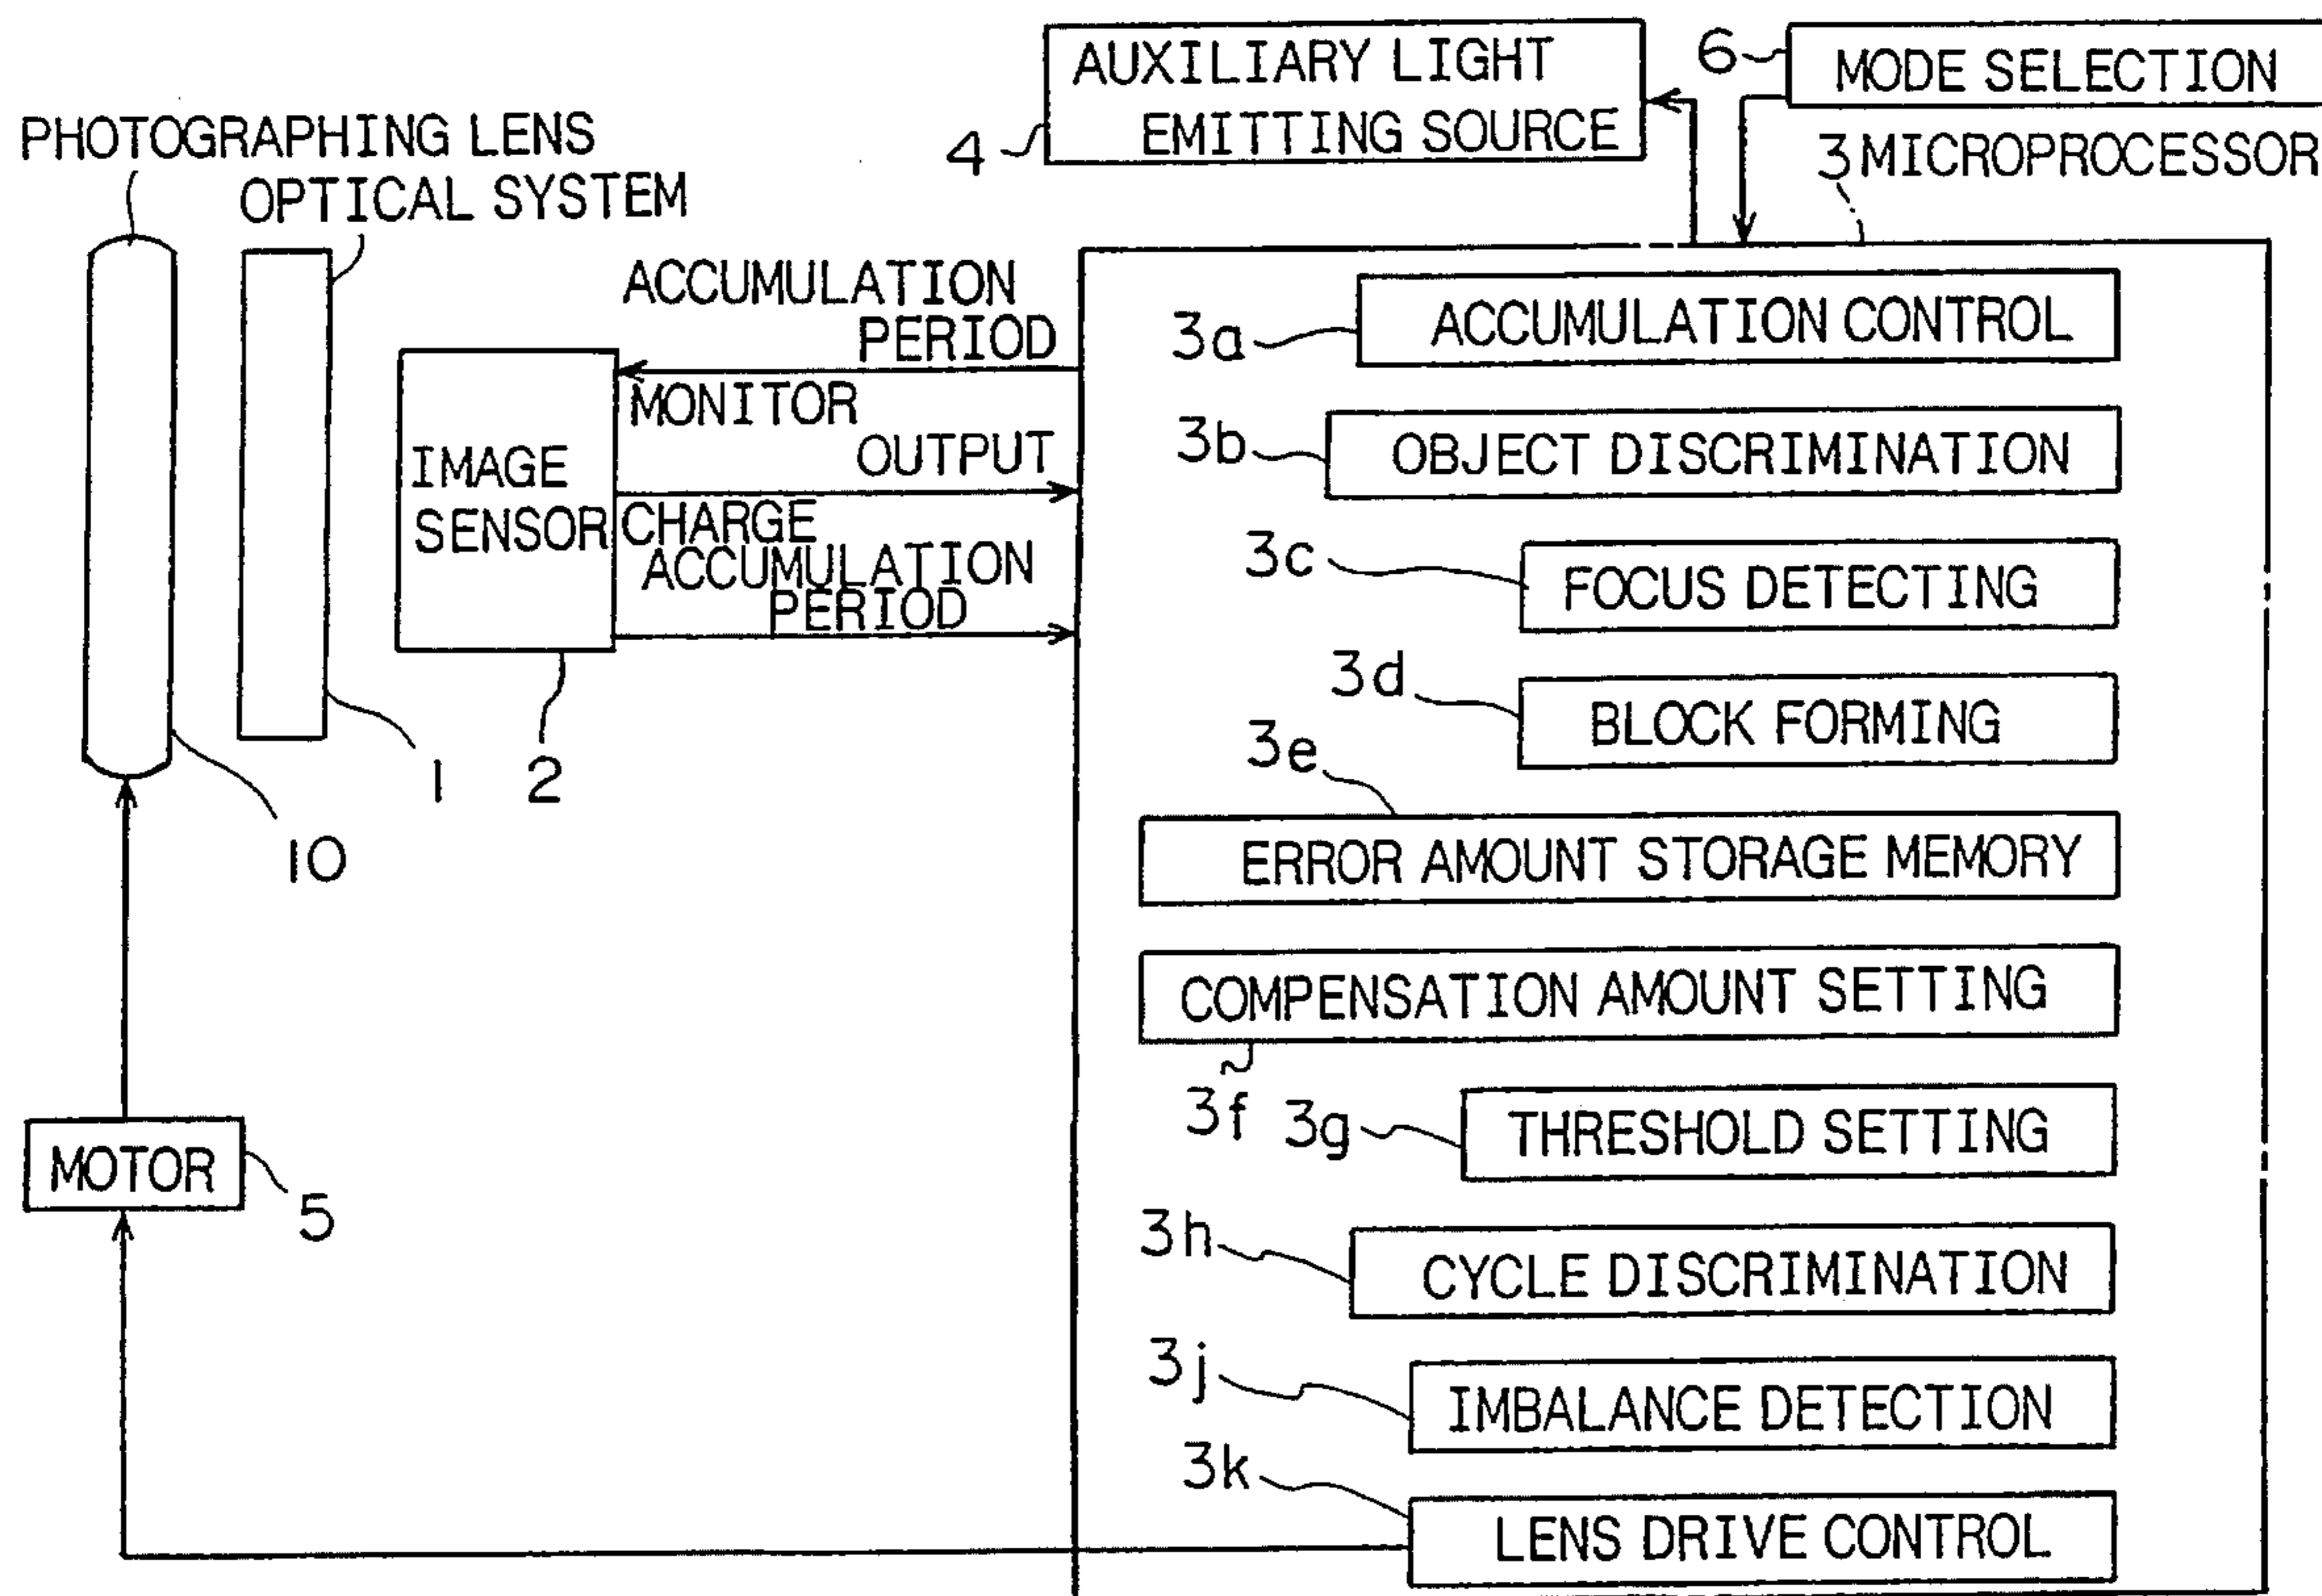 AUXILIARY LIGHT
EMITTING SOURCE
4
6
MODE SELECTION
3 MICROPROCESSOR
PHOTOGRAPHING LENS
OPTICAL SYSTEM
ACCUMULATION
PERIOD
MONITOR
OUTPUT
IMAGE
SENSOR
CHARGE
ACCUMULATION
PERIOD
1
2
10
MOTOR
5
3a
ACCUMULATION CONTROL
3b
OBJECT DISCRIMINATION
3c
FOCUS DETECTING
3d
BLOCK FORMING
3e
ERROR AMOUNT STORAGE MEMORY
COMPENSATION AMOUNT SETTING
3f
3g
THRESHOLD SETTING
3h
CYCLE DISCRIMINATION
3j
IMBALANCE DETECTION
3k
LENS DRIVE CONTROL